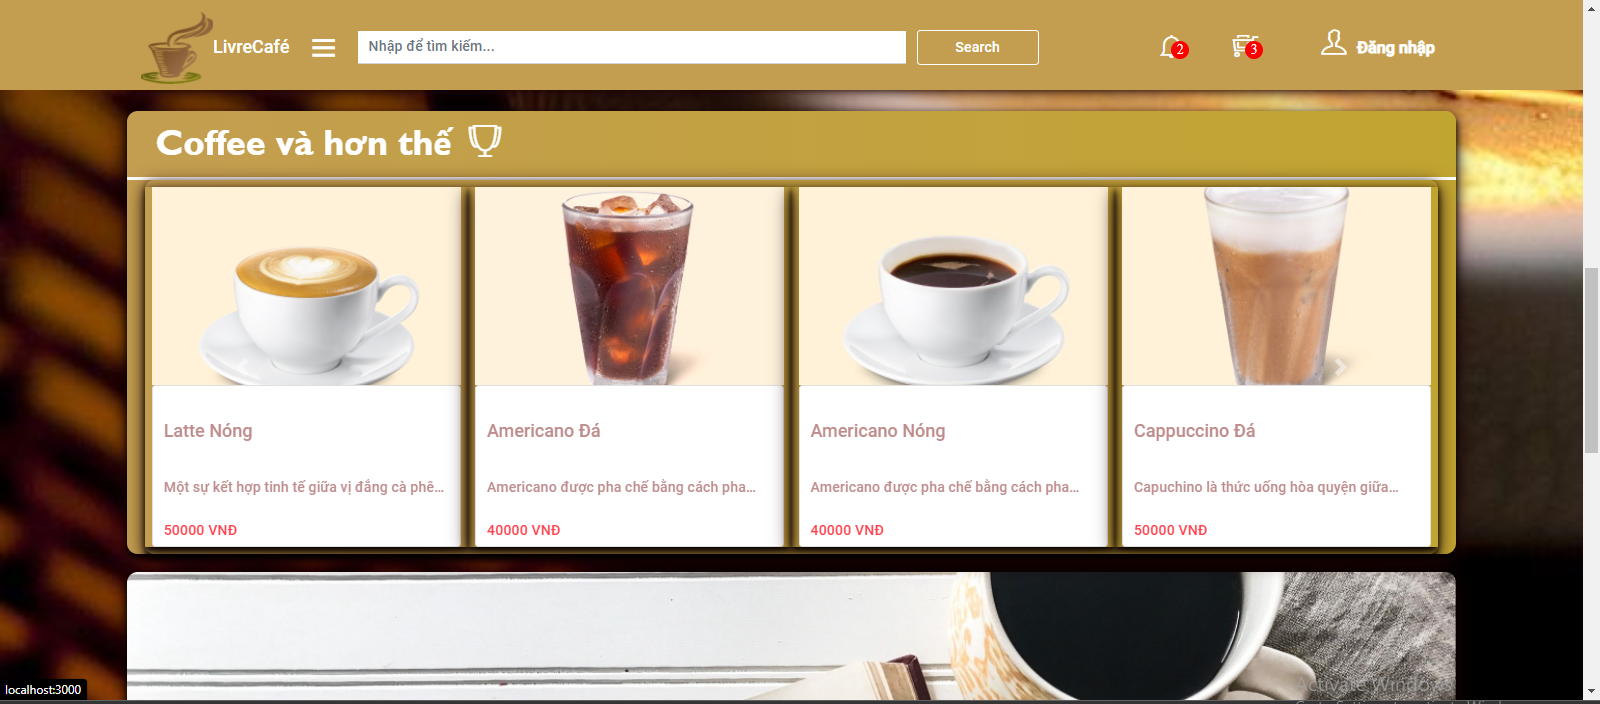 LivreCafé
Nhập để tìm kiếm...
Search
2
3
Đăng nhập
Coffee và hơn thế
Latte Nóng
Một sự kết hợp tinh tế giữa vị đắng cà phê...
50000 VNĐ
Americano Đá
Americano được pha chế bằng cách pha...
40000 VNĐ
Americano Nóng
Americano được pha chế bằng cách pha...
40000 VNĐ
Cappuccino Đá
Capuchino là thức uống hòa quyện giữa...
50000 VNĐ
Activate Windows
localhost:3000